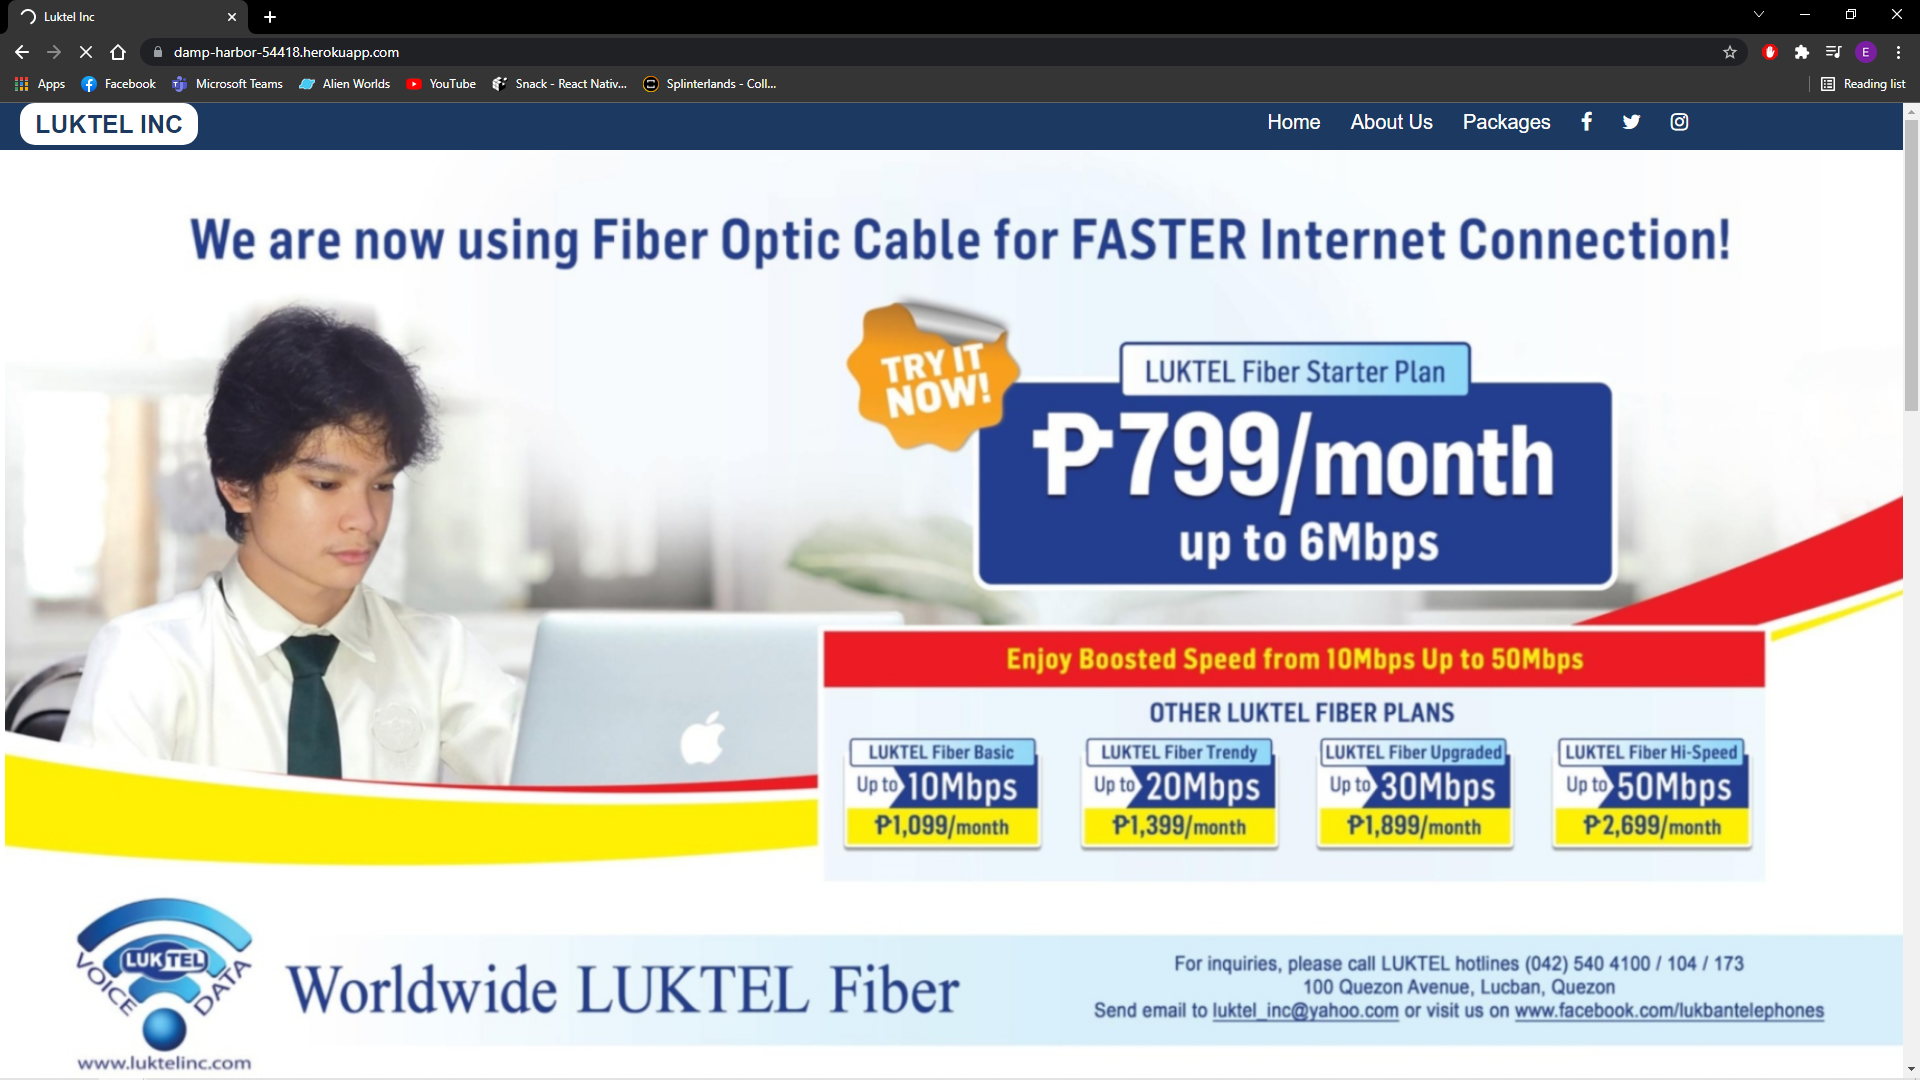 Luktel Inc
damp-harbor-54418.herokuapp.com
E
Apps Facebook Microsoft Teams Alien Worlds YouTube Snack - React Nativ... Splinterlands - Coll... Reading list
LUKTEL INC
Home About Us Packages
We are now using Fiber Optic Cable for FASTER Internet Connection!
TRY IT
NOW!
LUKTEL Fiber Starter Plan
₱799/month
up to 6Mbps
Enjoy Boosted Speed from 10Mbps Up to 50Mbps
OTHER LUKTEL FIBER PLANS
LUKTEL Fiber Basic
Up to 10Mbps
₱1,099/month
LUKTEL Fiber Trendy
Up to 20Mbps
₱1,399/month
LUKTEL Fiber Upgraded
Up to 30Mbps
₱1,899/month
LUKTEL Fiber Hi-Speed
Up to 50Mbps
₱2,699/month
LUKTEL
VOICE DATA
www.luktelinc.com
Worldwide LUKTEL Fiber
For inquiries, please call LUKTEL hotlines (042) 540 4100 / 104 / 173
100 Quezon Avenue, Lucban, Quezon
Send email to luktel_inc@yahoo.com or visit us on www.facebook.com/lukbantelephones